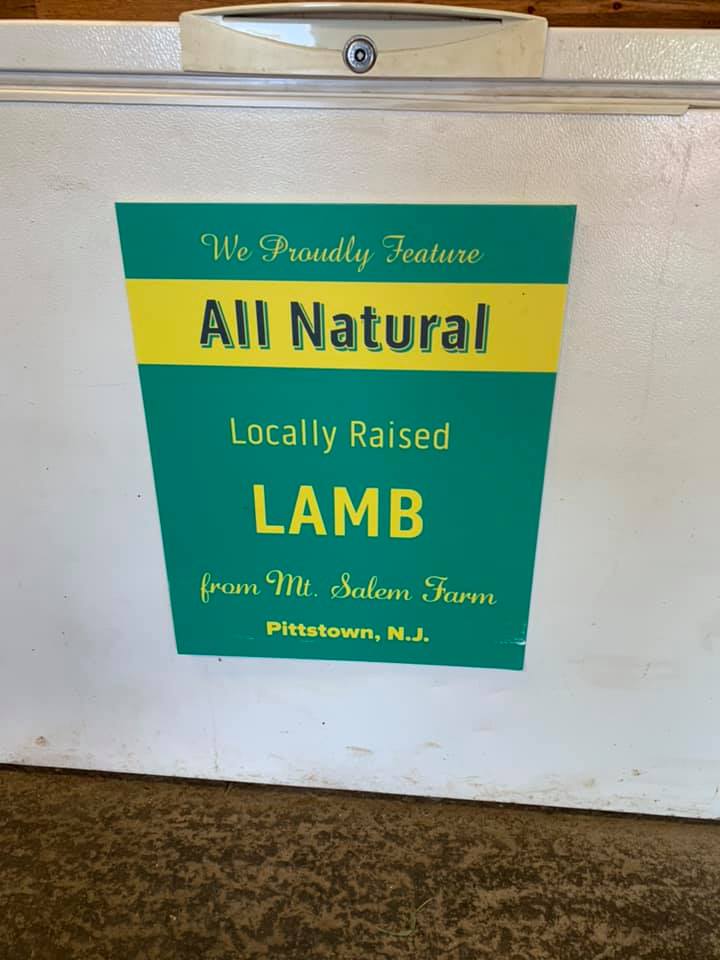 We Proudly Feature
All Natural
Locally Raised
LAMB
from Mt. Salem Farm
Pittstown, N.J.